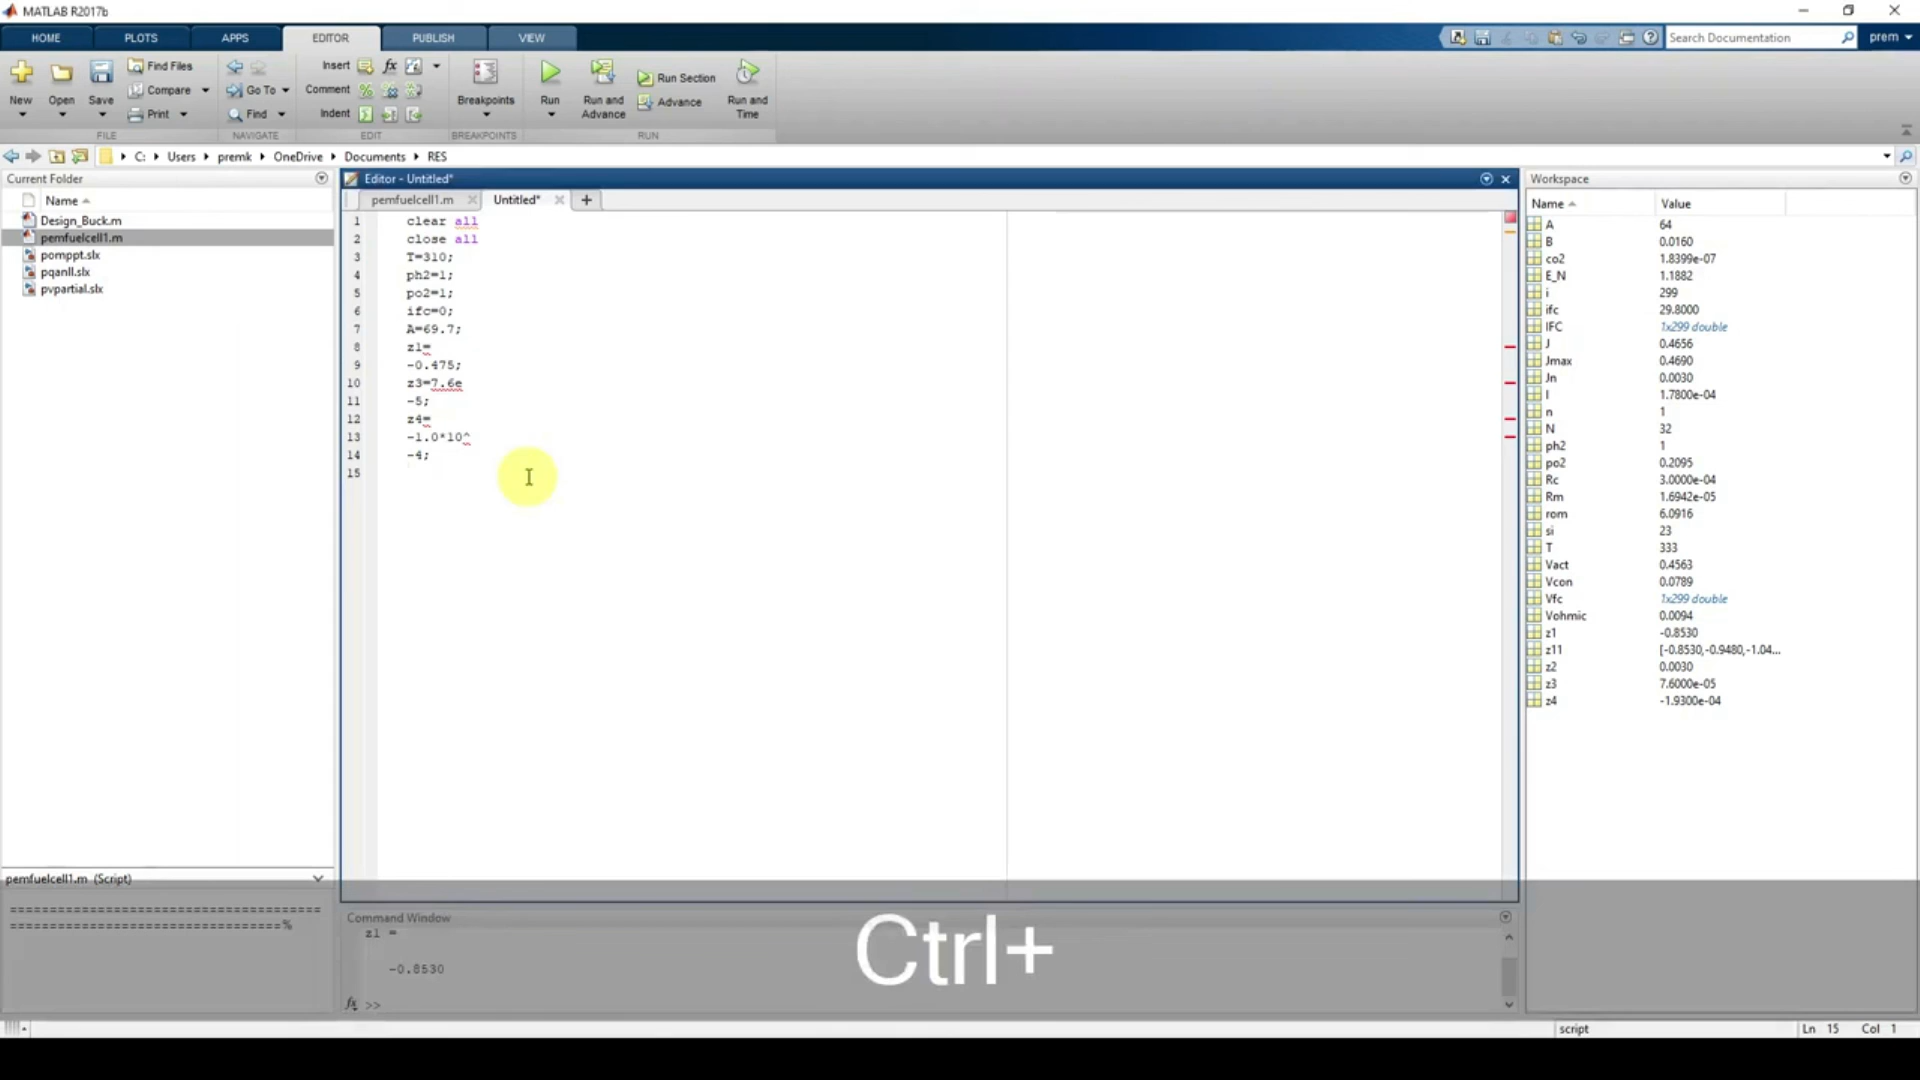 MATLAB R2017b
HOME PLOTS APPS EDITOR PUBLISH VIEW
Search Documentation prem
New Open Save Find Files Compare Print
FILE
Go To Find
NAVIGATE
Insert fx
Comment
Indent
EDIT
Breakpoints
BREAKPOINTS
Run Run and Advance Run Section Advance Run and Time
RUN
C: Users premk OneDrive Documents RES
Current Folder
Name
Design_Buck.m
pemfuelcell1.m
pomppt.slx
pqanll.slx
pvpartial.slx
pemfuelcell1.m (Script)
========================================
===================================%
Editor - Untitled*
pemfuelcell1.m Untitled* +
1 clear all
2 close all
3 T=310;
4 ph2=1;
5 po2=1;
6 ifc=0;
7 A=69.7;
8 z1=
9 -0.475;
10 z3=7.6e
11 -5;
12 z4=
13 -1.0*10^
14 -4;
15
Command Window
z1 =
-0.8530
fx >>
Ctrl+
Workspace
Name Value
A 64
B 0.0160
co2 1.8399e-07
E_N 1.1882
i 299
ifc 29.8000
IFC 1x299 double
J 0.4656
Jmax 0.4690
Jn 0.0030
l 1.7800e-04
n 1
N 32
ph2 1
po2 0.2095
Rc 3.0000e-04
Rm 1.6942e-05
rom 6.0916
si 23
T 333
Vact 0.4563
Vcon 0.0789
Vfc 1x299 double
Vohmic 0.0094
z1 -0.8530
z11 [-0.8530,-0.9480,-1.04...
z2 0.0030
z3 7.6000e-05
z4 -1.9300e-04
script Ln 15 Col 1